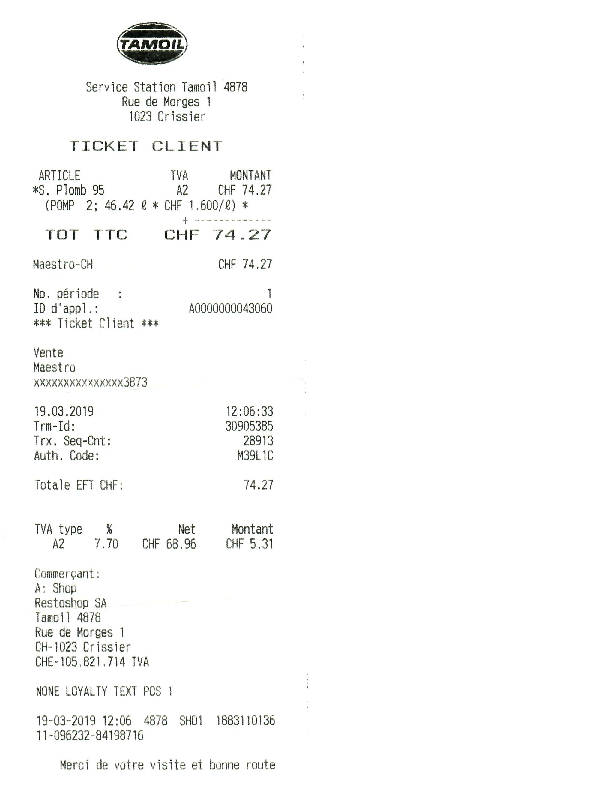 TAMOIL
Service Station Tamoil 4878
Rue de Morges 1
1023 Crissier
TICKET CLIENT
ARTICLE TVA MONTANT
*S. Plomb 95 A2 CHF 74.27
(POMP 2; 46.42 ℓ * CHF 1.600/ℓ) *
+ -------------
TOT TTC CHF 74.27
Maestro-CH CHF 74.27
No. période : 1
ID d'appl.: A0000000043060
*** Ticket Client ***
Vente
Maestro
xxxxxxxxxxxxxxx3873
19.03.2019 12:06:33
Trm-Id: 30905385
Trx. Seq-Cnt: 28913
Auth. Code: M39L1C
Totale EFT CHF: 74.27
TVA type % Net Montant
A2 7.70 CHF 68.96 CHF 5.31
Commerçant:
A: Shop
Restoshop SA
Tamoil 4878
Rue de Morges 1
CH-1023 Crissier
CHE-105.821.714 TVA
NONE LOYALTY TEXT POS 1
19-03-2019 12:06 4878 SH01 1883110136
11-096232-84198716
Merci de votre visite et bonne route